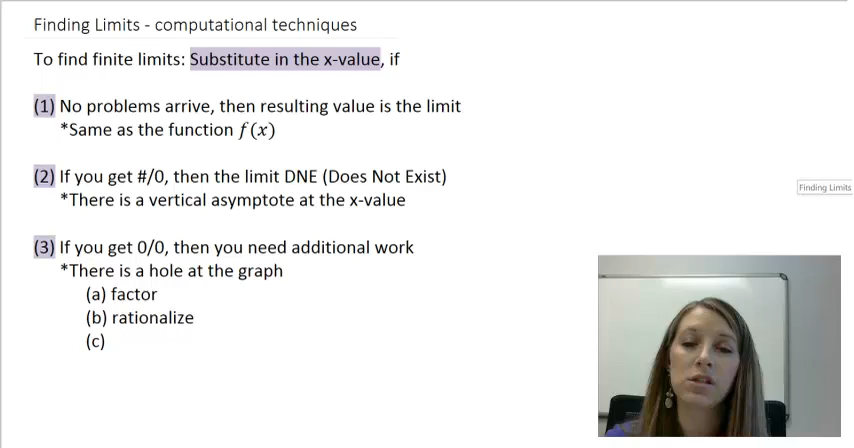 Finding Limits - computational techniques
To find finite limits: Substitute in the x-value, if
(1) No problems arrive, then resulting value is the limit
*Same as the function f(x)
(2) If you get #/0, then the limit DNE (Does Not Exist)
*There is a vertical asymptote at the x-value
(3) If you get 0/0, then you need additional work
*There is a hole at the graph
(a) factor
(b) rationalize
(c)
Finding Limits